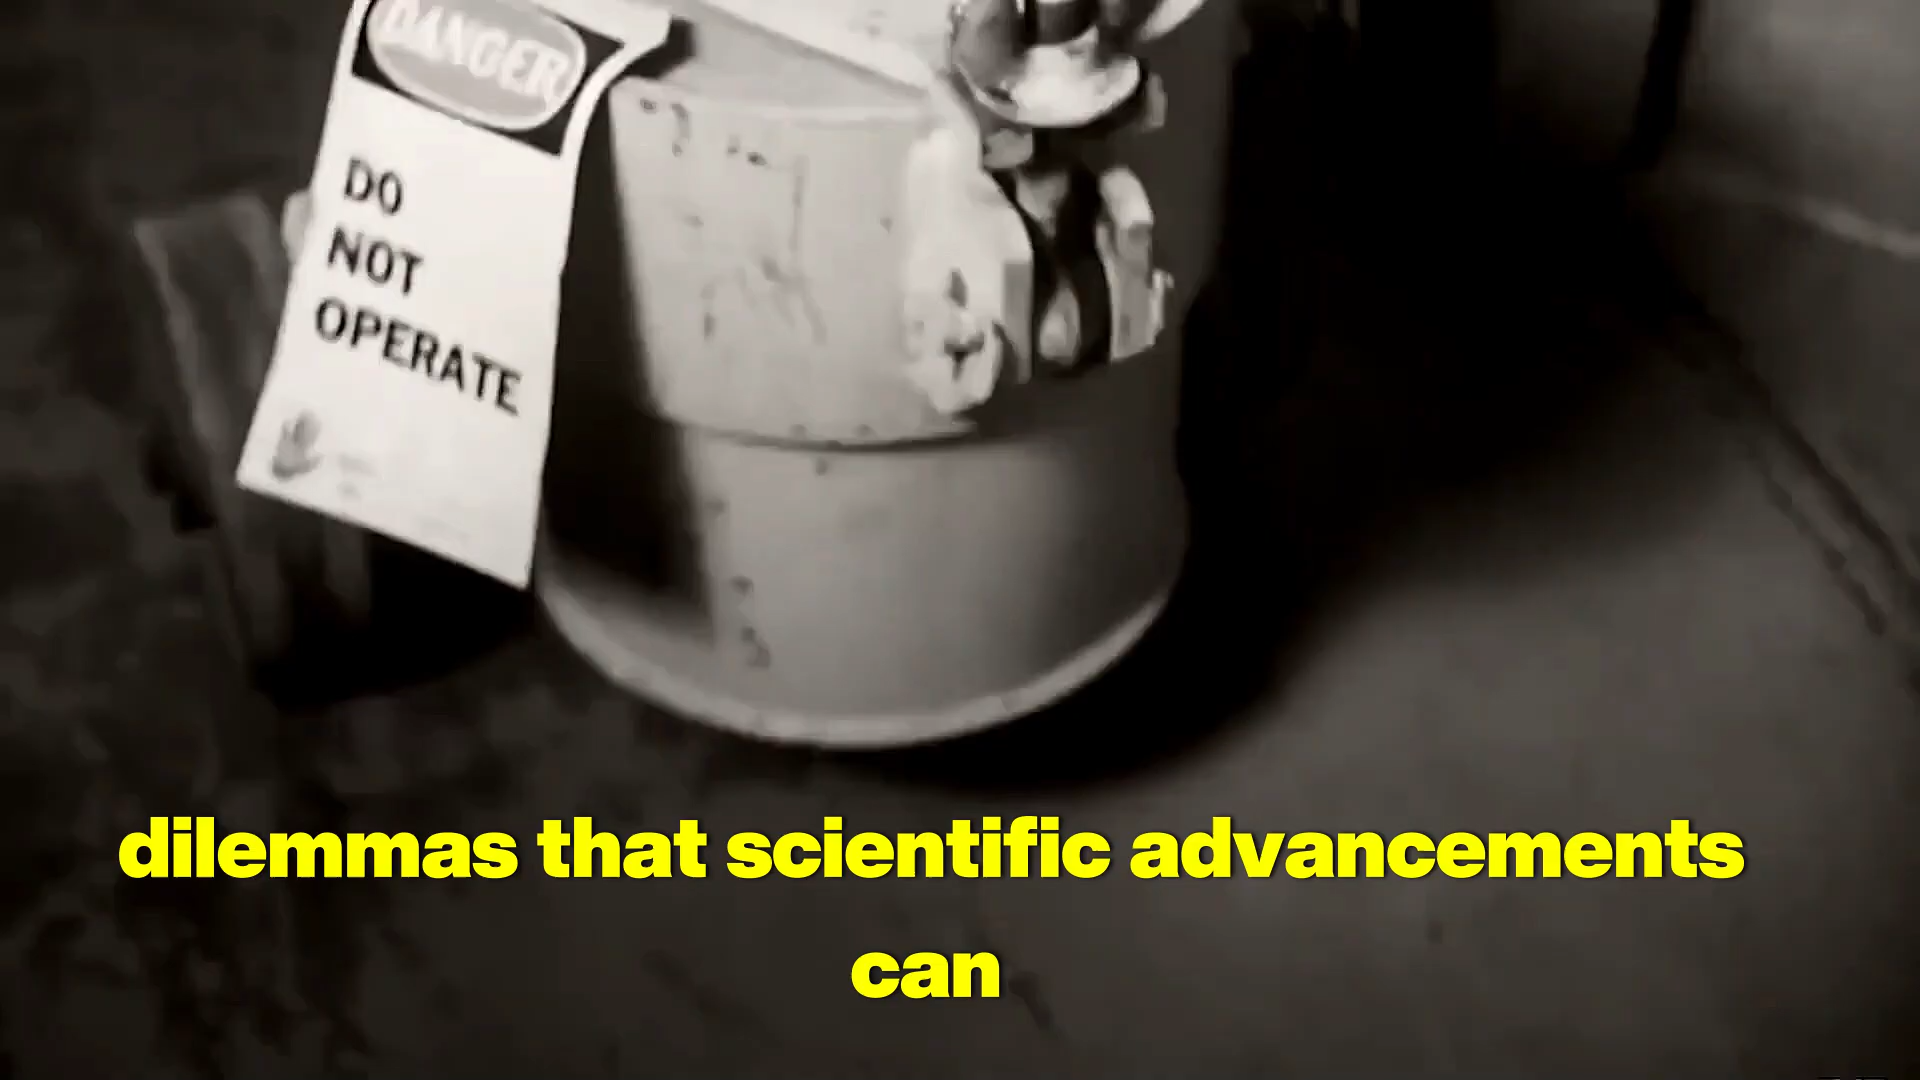 DANGER
DO
NOT
OPERATE
dilemmas that scientific advancements
can